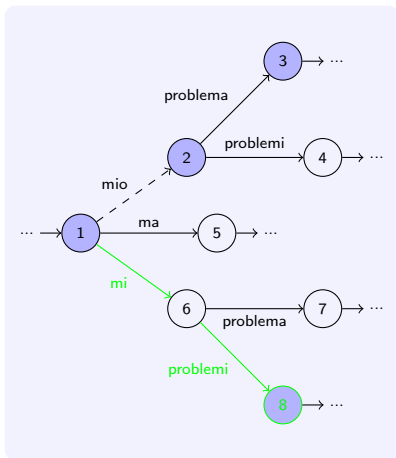 3 ...
problema
2 problemi 4 ...
mio
... 1 ma 5 ...
mi
6 problema 7 ...
problemi
8 ...